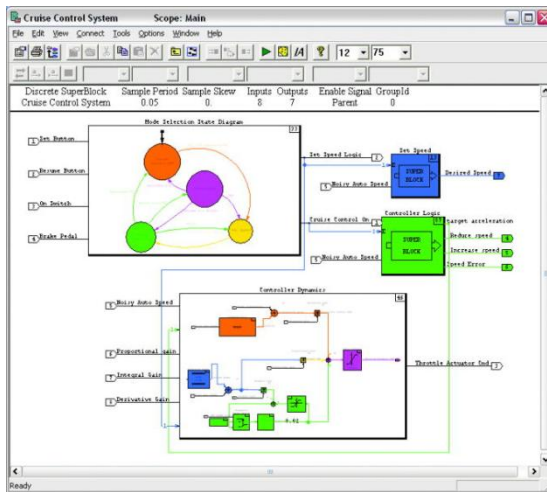 Cruise Control System Scope: Main
File Edit View Connect Tools Options Window Help
12 75
Discrete SuperBlock Sample Period Sample Skew Inputs Outputs Enable Signal GroupId
Cruise Control System 0.05 0. 8 7 Parent 0
Mode Selection State Diagram
Set Button
Resume Button
On Switch
Brake Pedal
Set Speed Logic
Set Speed
SUPER
BLOCK
Desired Speed
Noisy Auto Speed
Controller Logic
Cruise Control On
SUPER
BLOCK
Noisy Auto Speed
target acceleration
Reduce speed
Increase speed
Speed Error
Controller Dynamics
Noisy Auto Speed
Proportional gain
Integral Gain
Derivative Gain
0.01
Throttle Actuator Cmd
Ready